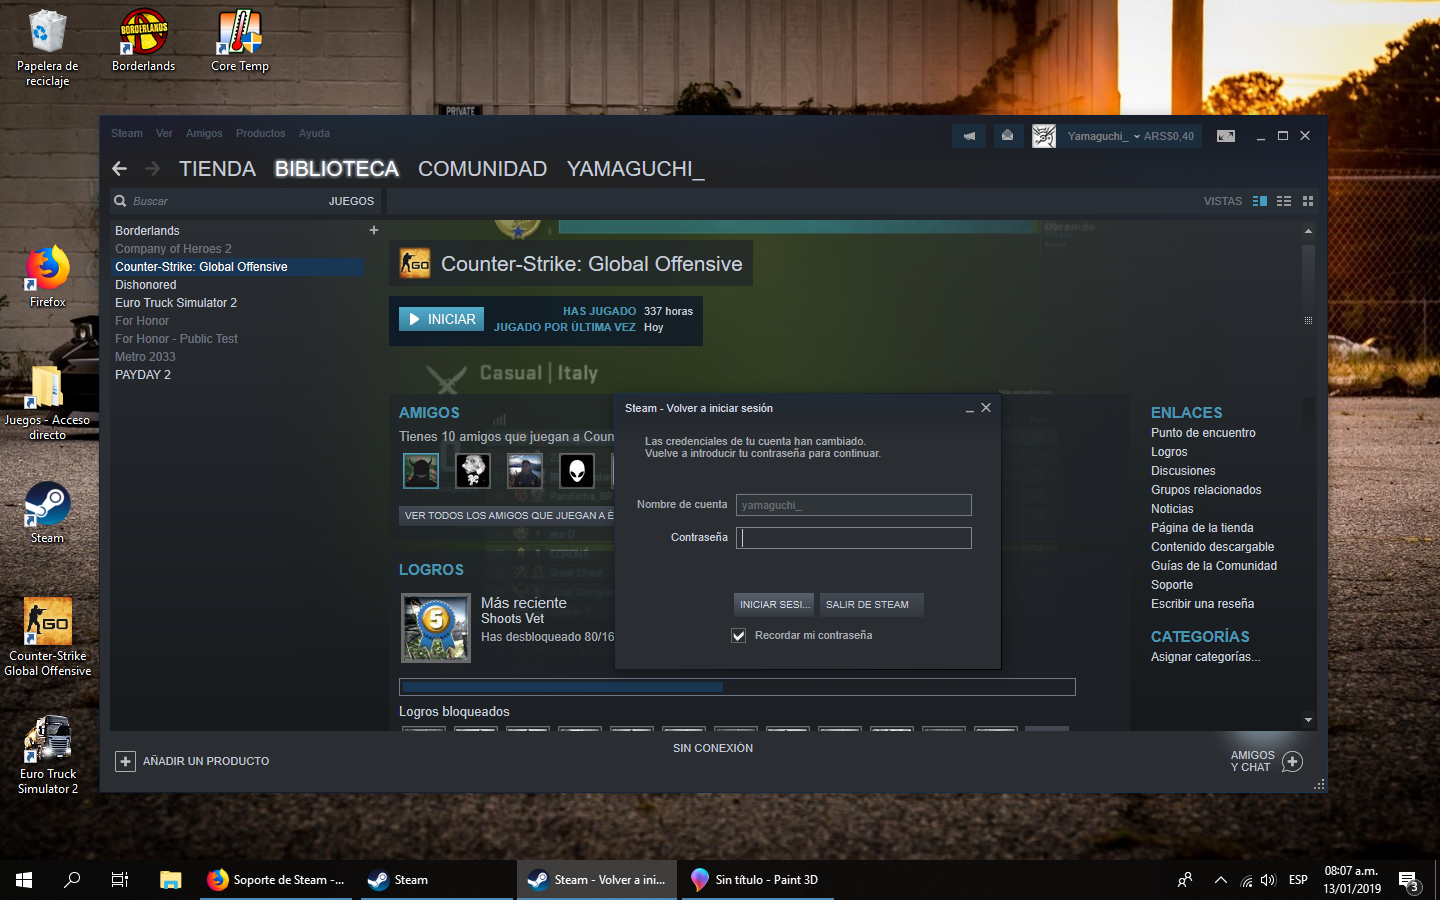 Papelera de
reciclaje
BORDERLANDS
Borderlands
Core Temp
PRIVATE
Steam Ver Amigos Productos Ayuda
Yamaguchi_ ARS$0,40
TIENDA BIBLIOTECA COMUNIDAD YAMAGUCHI_
Buscar JUEGOS
VISTAS
Borderlands +
Company of Heroes 2
Counter-Strike: Global Offensive
Dishonored
Euro Truck Simulator 2
For Honor
For Honor - Public Test
Metro 2033
PAYDAY 2
GO Counter-Strike: Global Offensive
INICIAR
HAS JUGADO 337 horas
JUGADO POR ÚLTIMA VEZ Hoy
Casual | Italy
AMIGOS
Tienes 10 amigos que juegan a Coun
VER TODOS LOS AMIGOS QUE JUEGAN A E
LOGROS
5
Más reciente
Shoots Vet
Has desbloqueado 80/16
Logros bloqueados
Steam - Volver a iniciar sesión
Las credenciales de tu cuenta han cambiado.
Vuelve a introducir tu contraseña para continuar.
Nombre de cuenta yamaguchi_
Contraseña
INICIAR SESI... SALIR DE STEAM
Recordar mi contraseña
ENLACES
Punto de encuentro
Logros
Discusiones
Grupos relacionados
Noticias
Página de la tienda
Contenido descargable
Guías de la Comunidad
Soporte
Escribir una reseña
CATEGORÍAS
Asignar categorías...
AÑADIR UN PRODUCTO
SIN CONEXIÓN
AMIGOS
Y CHAT
Firefox
Juegos - Acceso
directo
Steam
GO
Counter-Strike
Global Offensive
Euro Truck
Simulator 2
Soporte de Steam -...
Steam
Steam - Volver a ini...
Sin título - Paint 3D
ESP
08:07 a.m.
13/01/2019
3